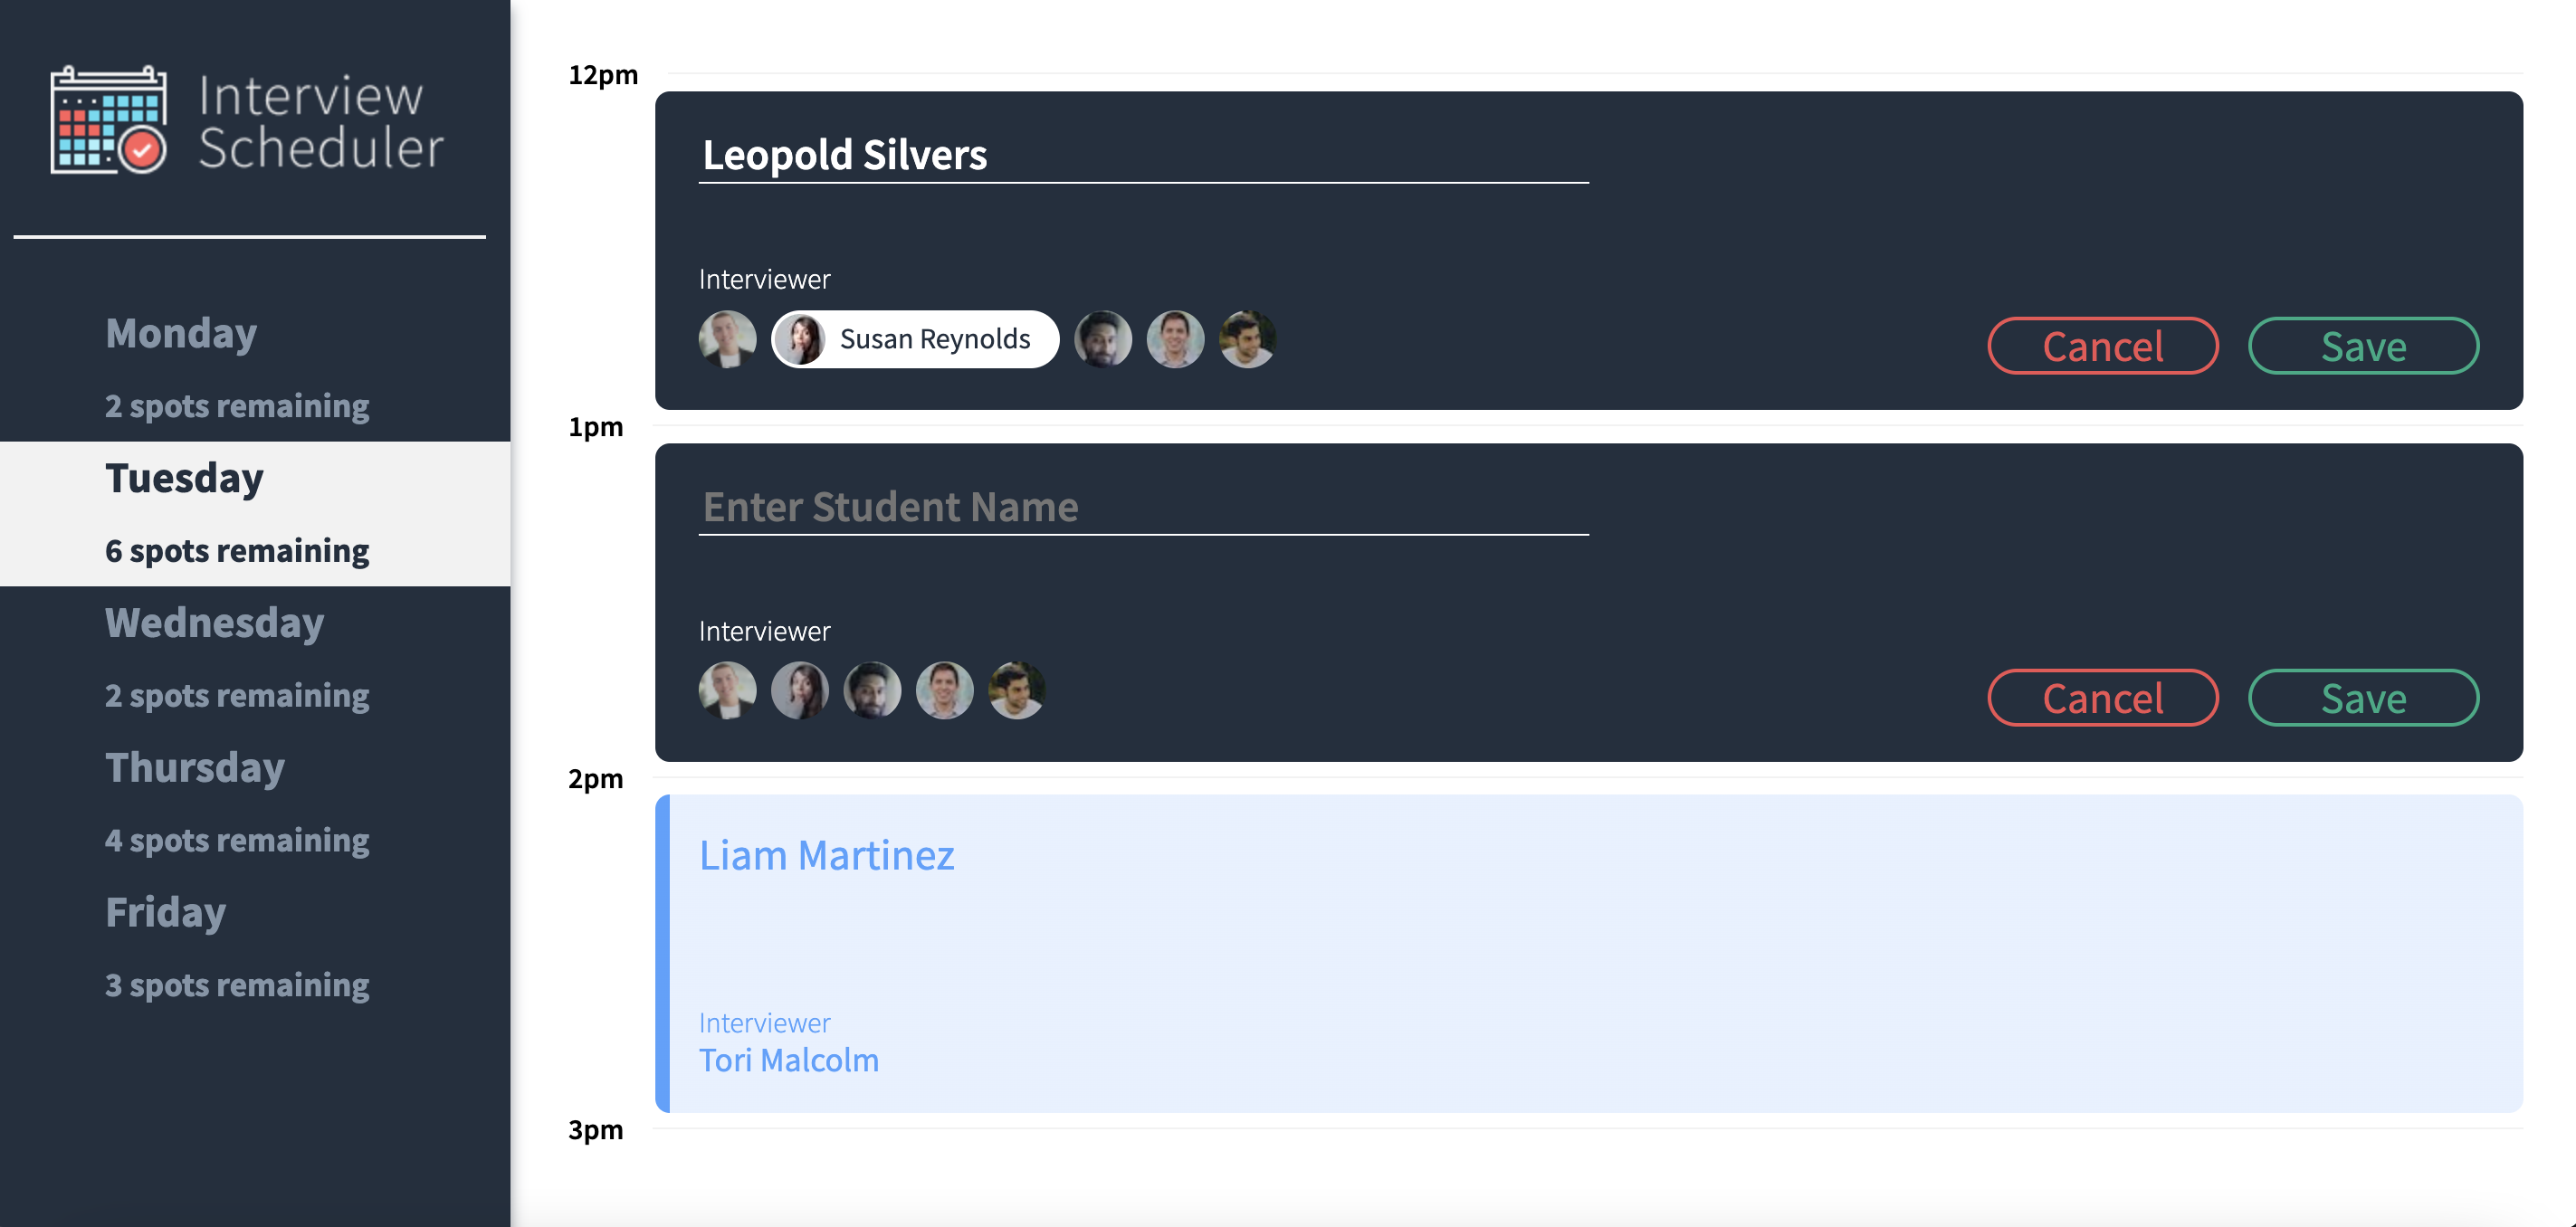 Interview
Scheduler
Monday
2 spots remaining
Tuesday
6 spots remaining
Wednesday
2 spots remaining
Thursday
4 spots remaining
Friday
3 spots remaining
12pm
Leopold Silvers
Interviewer
Susan Reynolds
Cancel Save
1pm
Enter Student Name
Interviewer
Cancel Save
2pm
Liam Martinez
Interviewer
Tori Malcolm
3pm